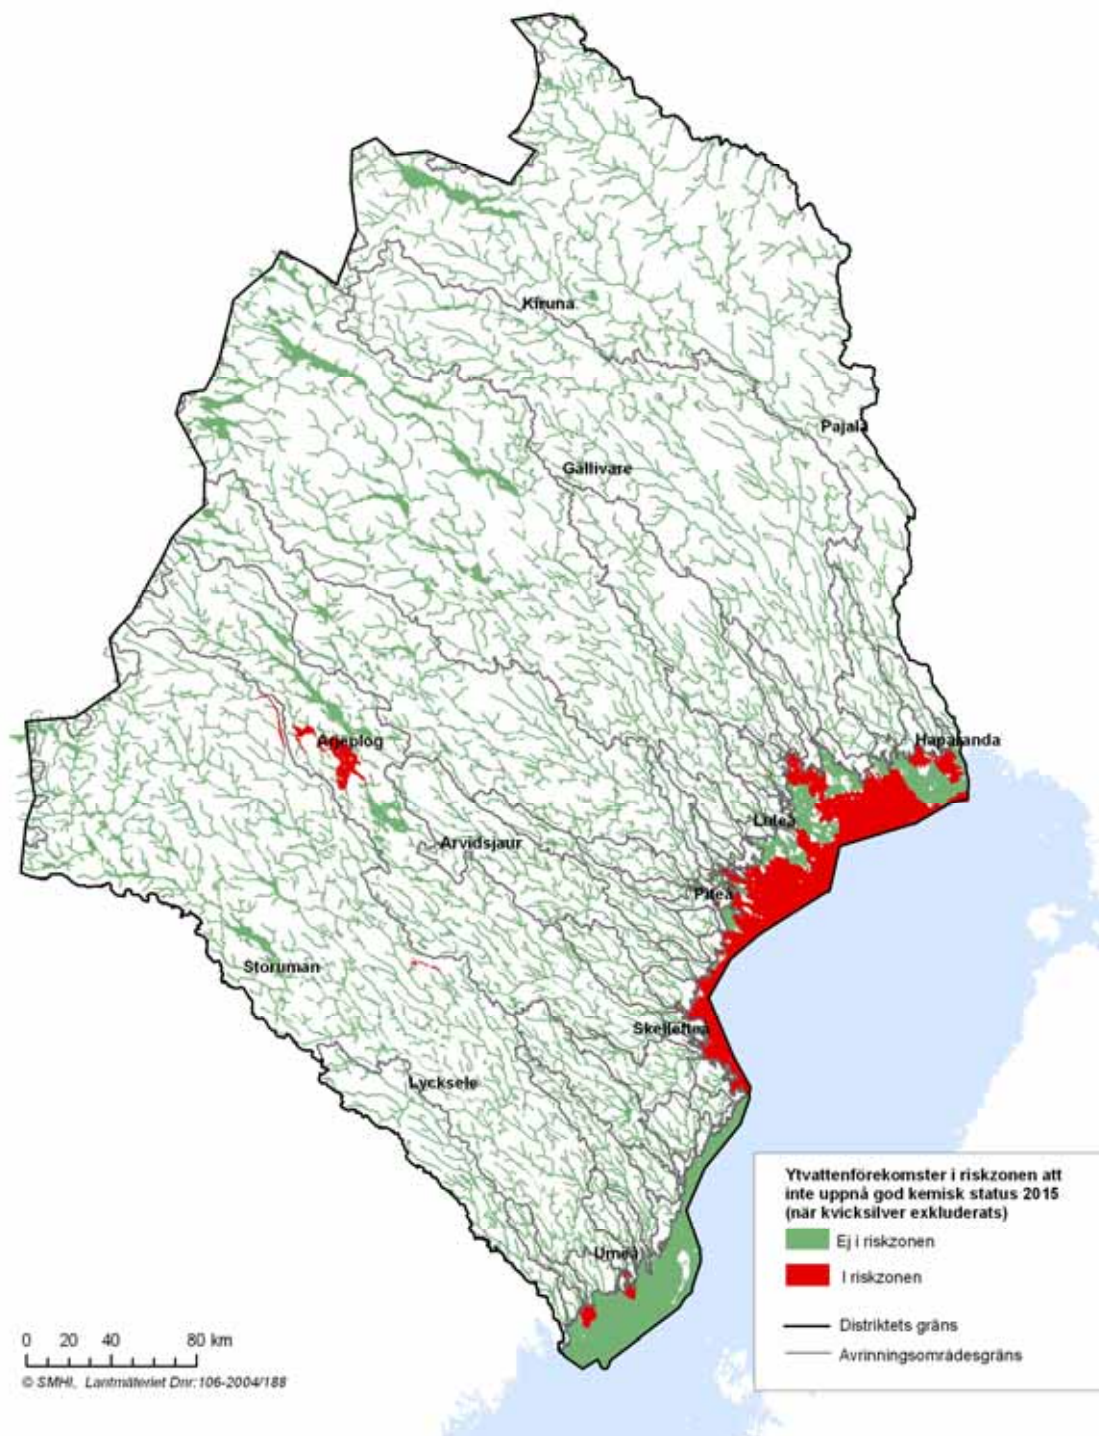 Kiruna
Pajala
Gällivare
Haparanda
Arjeplog
Luleå
Arvidsjaur
Piteå
Storuman
Skellefteå
Lycksele
Umeå
Ytvattenförekomster i riskzonen att
inte uppnå god kemisk status 2015
(när kvicksilver exkluderats)
Ej i riskzonen
I riskzonen
Distriktets gräns
Avrinningsområdesgräns
0 20 40 80 km
© SMHI, Lantmäteriet Dnr:106-2004/188